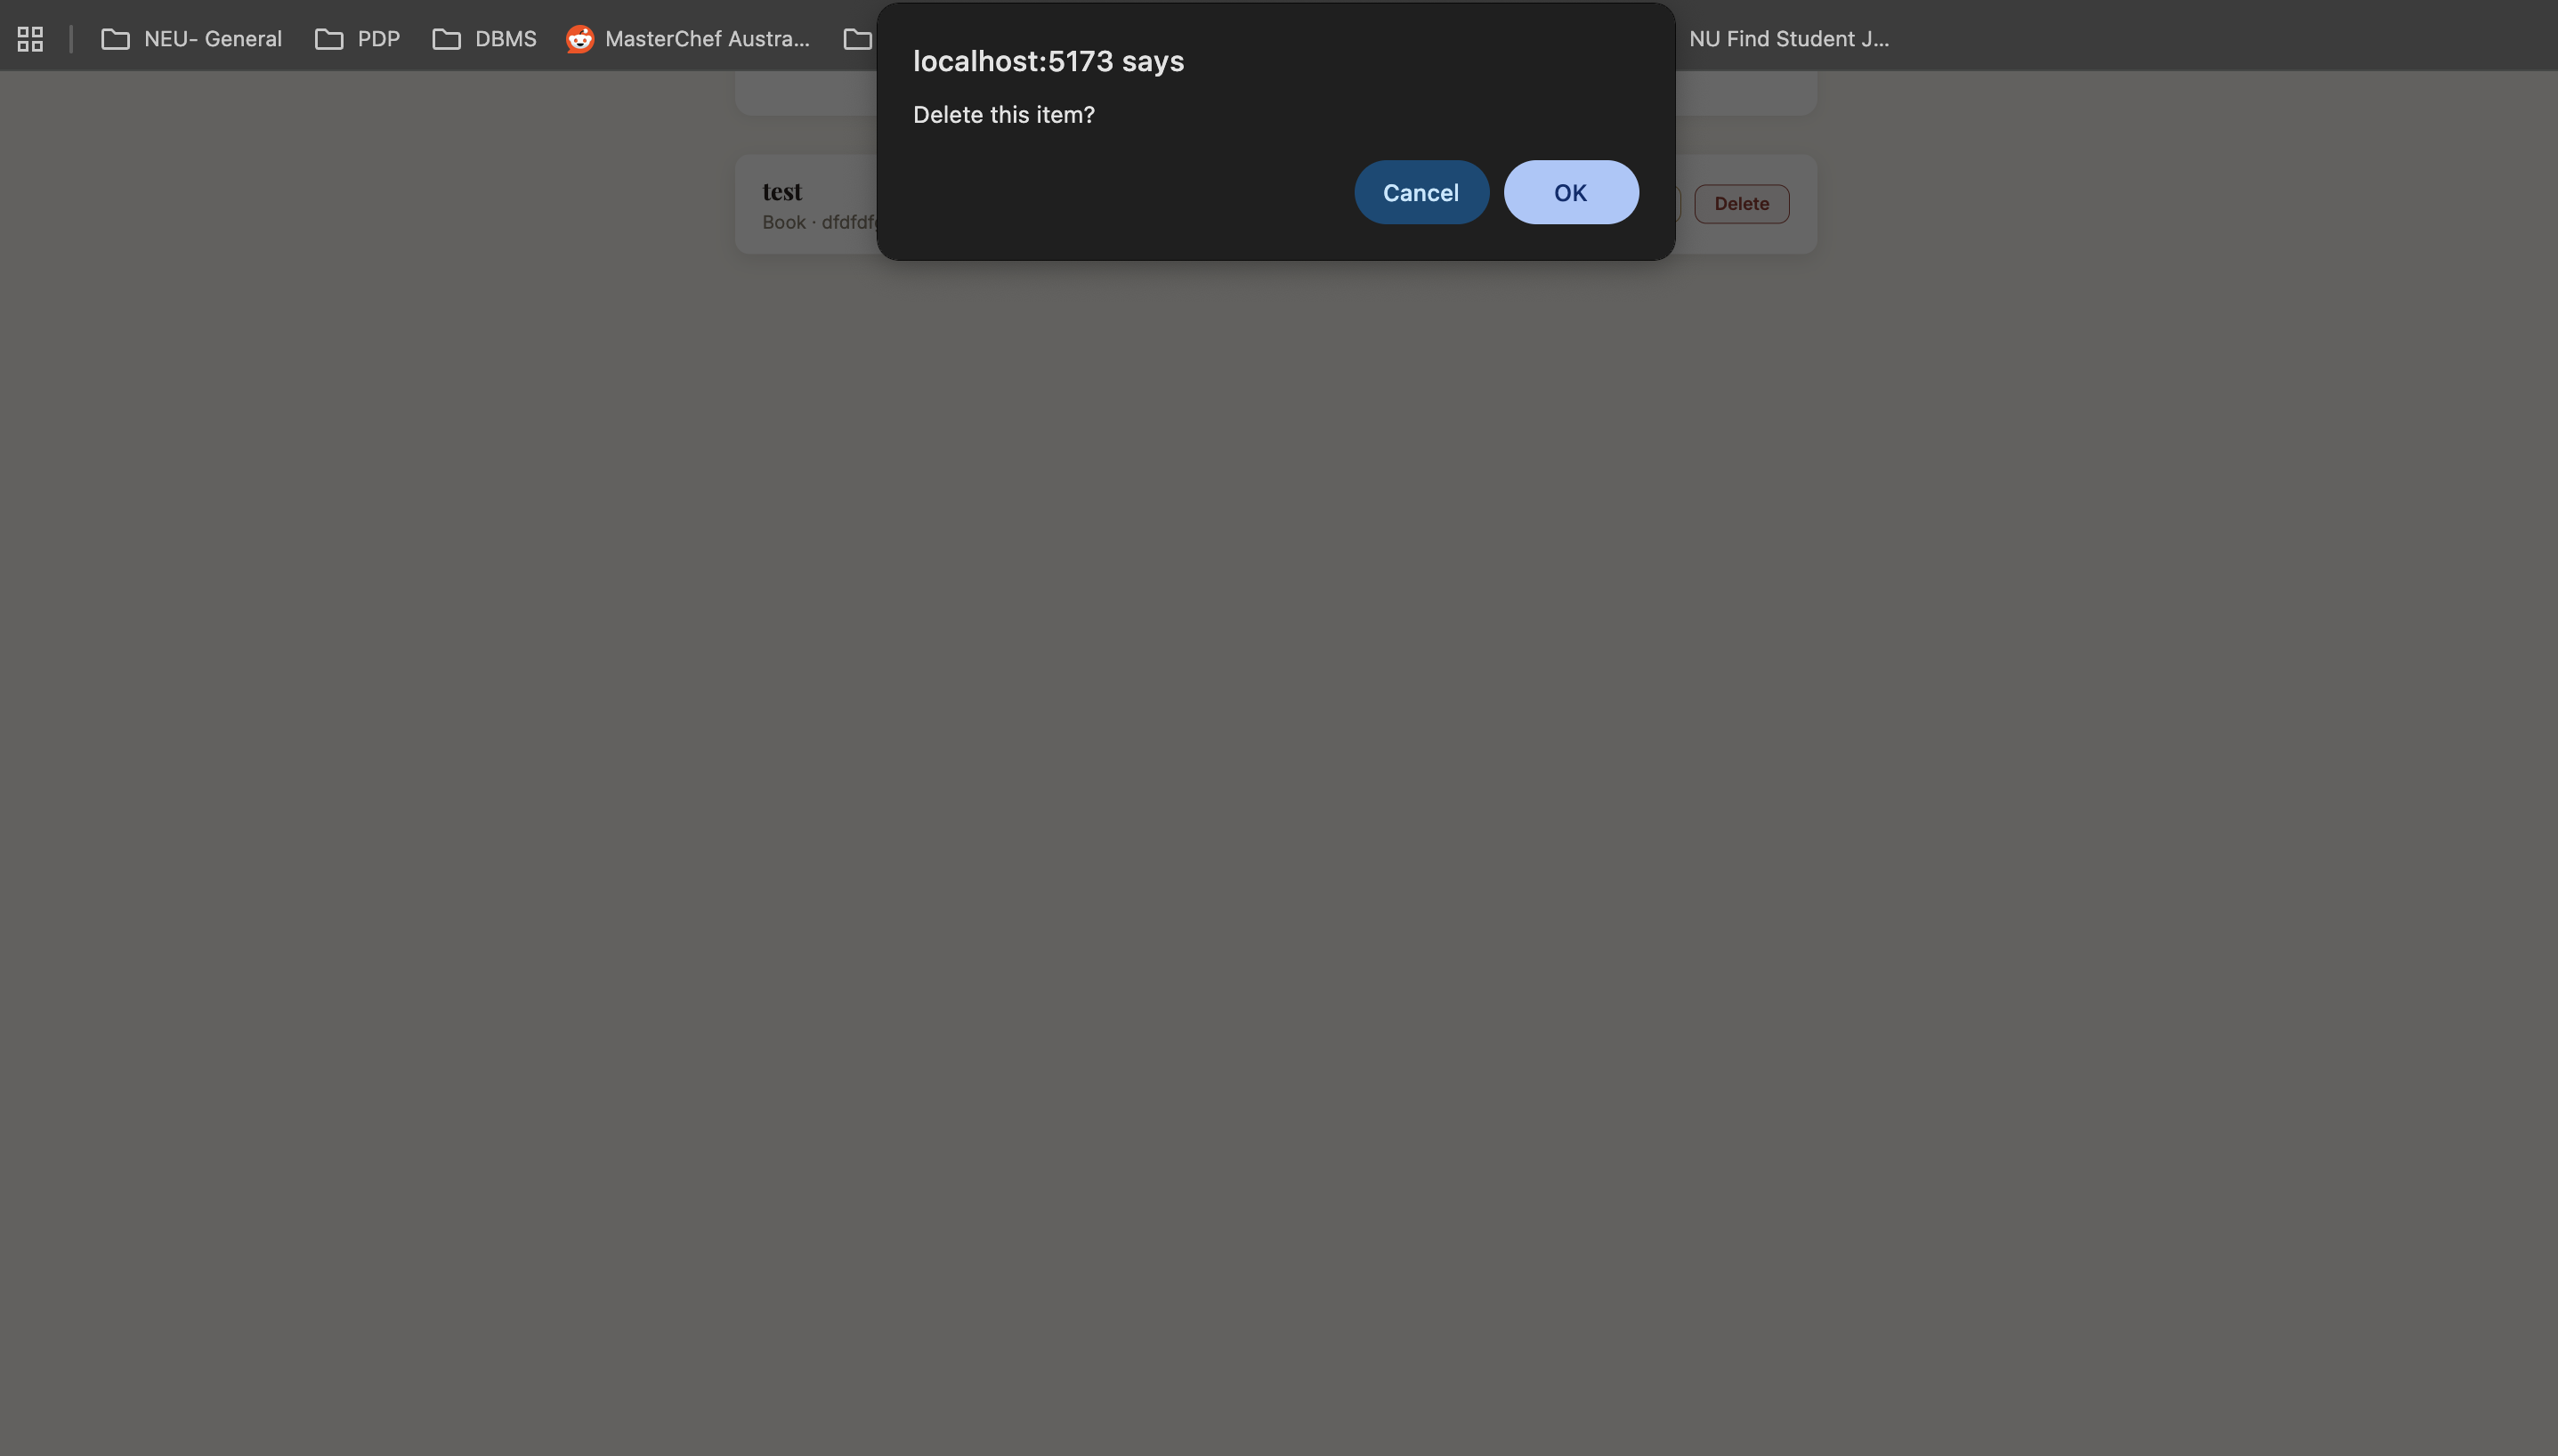 NEU- General PDP DBMS MasterChef Austra... NU Find Student J...
localhost:5173 says
Delete this item?
Cancel OK
test
Delete
Book ·